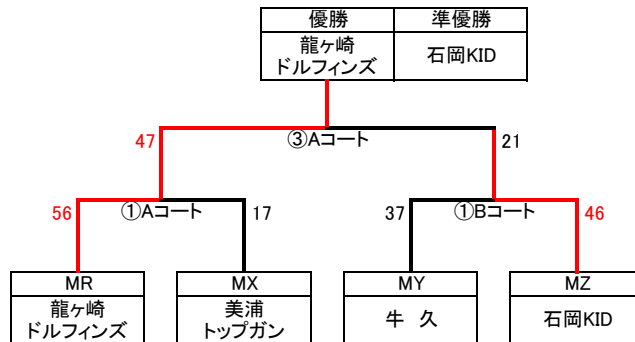 優勝 準優勝
龍ヶ崎
ドルフィンズ
石岡KID
47 ③Aコート 21
56 ①Aコート 17 37 ①Bコート 46
MR MX MY MZ
龍ヶ崎
ドルフィンズ
美浦
トップガン
牛 久
石岡KID